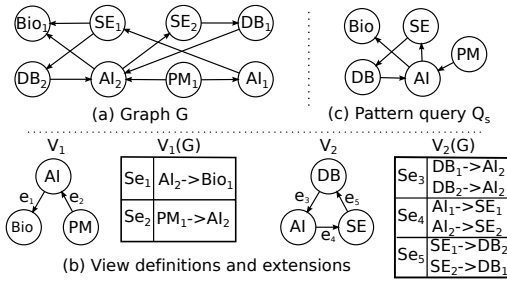 Bio₁ SE₁ SE₂ DB₁
DB₂ AI₂ PM₁ AI₁
(a) Graph G
Bio SE
PM
DB AI
(c) Pattern query Qₛ
V₁ V₁(G)
AI
e₁ e₂
Bio PM
Se₁ AI₂->Bio₁
Se₂ PM₁->AI₂
V₂ V₂(G)
DB
e₃ e₅
AI e₄ SE
Se₃ DB₁->AI₂
DB₂->AI₂
Se₄ AI₁->SE₁
AI₂->SE₂
Se₅ SE₁->DB₂
SE₂->DB₁
(b) View definitions and extensions